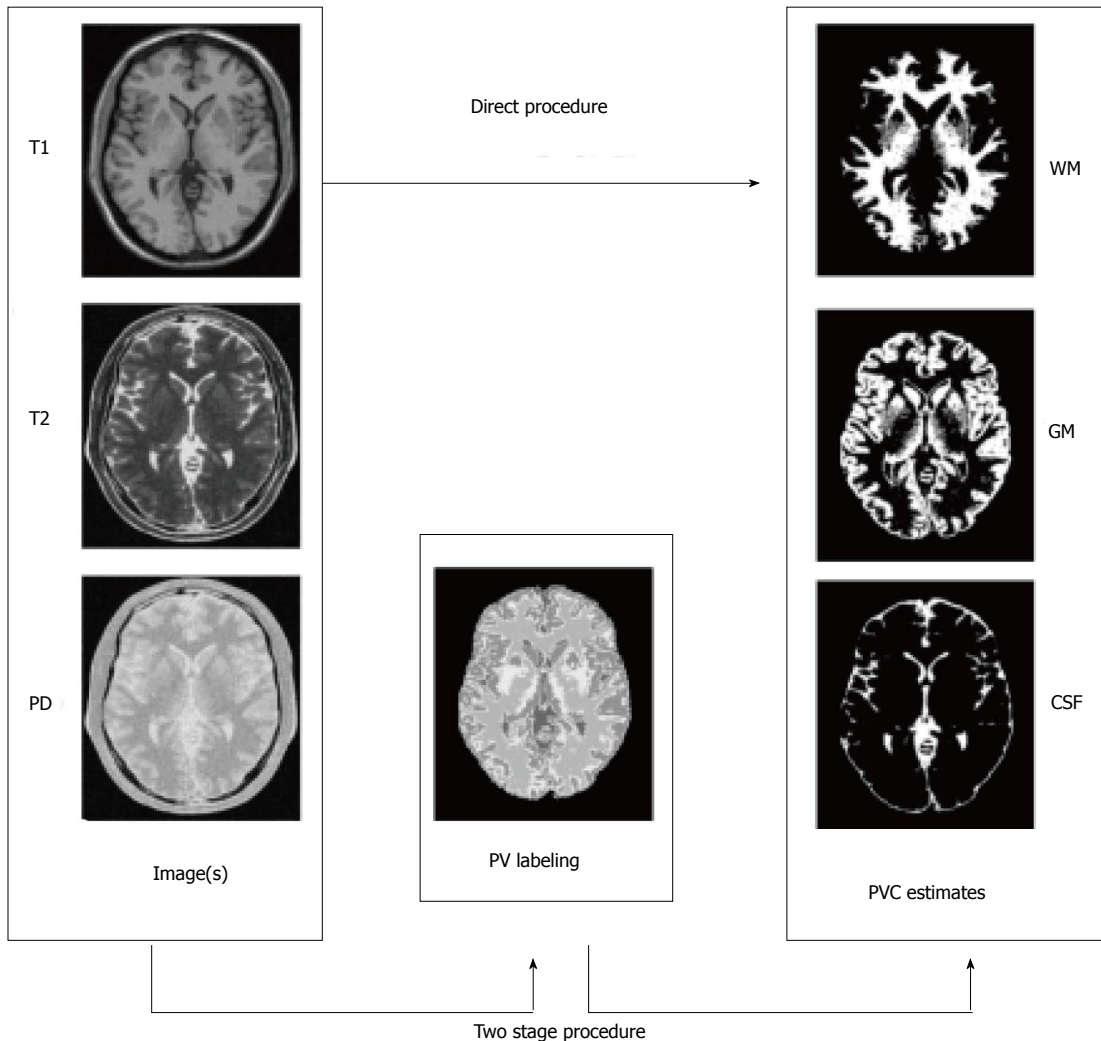 T1
T2
PD
Image(s)
Direct procedure
PV labeling
WM
GM
CSF
PVC estimates
Two stage procedure